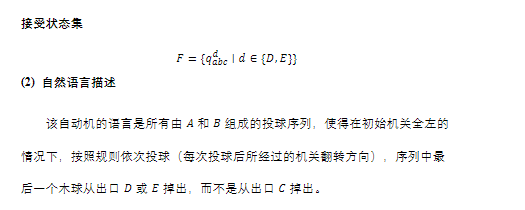 接受状态集
F = {q_{abc}^{d} | d ∈ {D, E}}
(2) 自然语言描述
该自动机的语言是所有由 A 和 B 组成的投球序列，使得在初始机关全左的
情况下，按照规则依次投球（每次投球后所经过的机关翻转方向），序列中最
后一个木球从出口 D 或 E 掉出，而不是从出口 C 掉出。